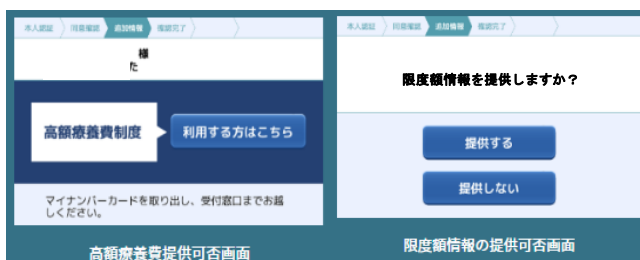 本人認証 同意確認 追加情報 確認完了
様
た
高額療養費制度
利用する方はこちら
マイナンバーカードを取り出し、受付窓口までお越
しください。
高額療養費提供可否画面
本人認証 同意確認 追加情報 確認完了
限度額情報を提供しますか？
提供する
提供しない
限度額情報の提供可否画面